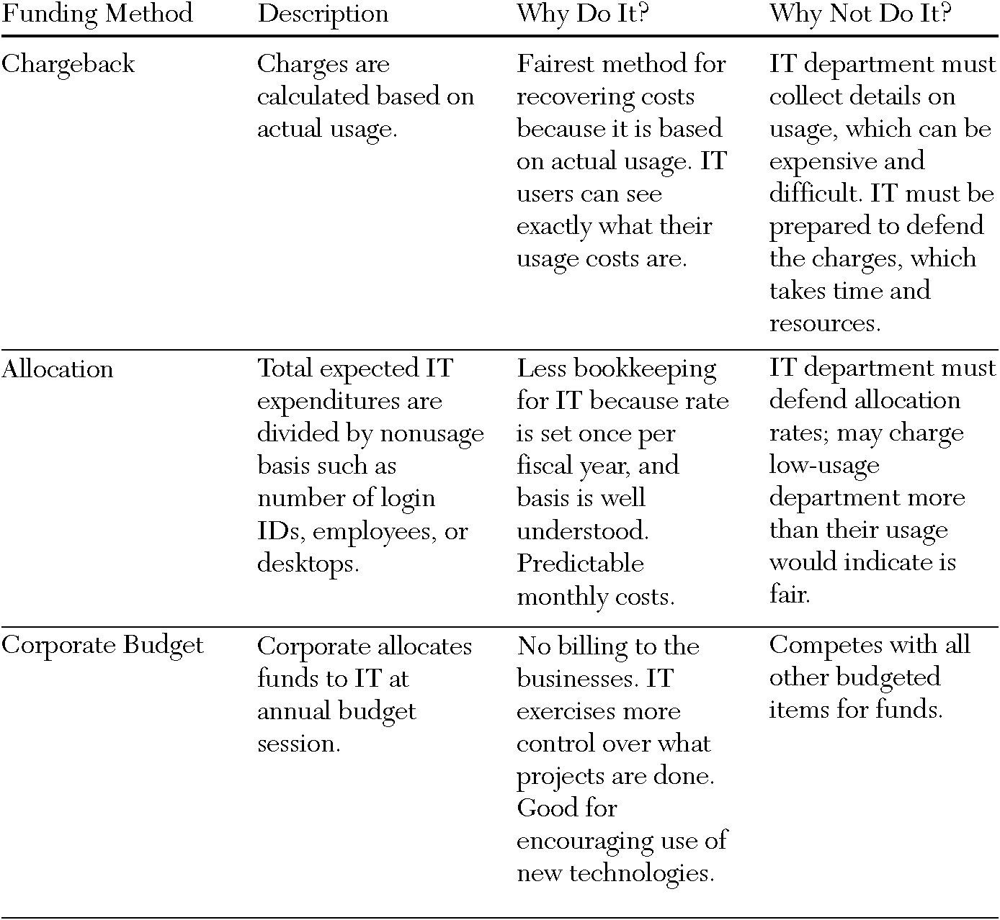 Funding Method Description Why Do It? Why Not Do It?
Chargeback
Charges are
calculated based on
actual usage.
Fairest method for
recovering costs
because it is based
on actual usage. IT
users can see
exactly what their
usage costs are.
IT department must
collect details on
usage, which can be
expensive and
difficult. IT must be
prepared to defend
the charges, which
takes time and
resources.
Allocation
Total expected IT
expenditures are
divided by nonusage
basis such as
number of login
IDs, employees, or
desktops.
Less bookkeeping
for IT because rate
is set once per
fiscal year, and
basis is well
understood.
Predictable
monthly costs.
IT department must
defend allocation
rates; may charge
low-usage
department more
than their usage
would indicate is
fair.
Corporate Budget
Corporate allocates
funds to IT at
annual budget
session.
No billing to the
businesses. IT
exercises more
control over what
projects are done.
Good for
encouraging use of
new technologies.
Competes with all
other budgeted
items for funds.